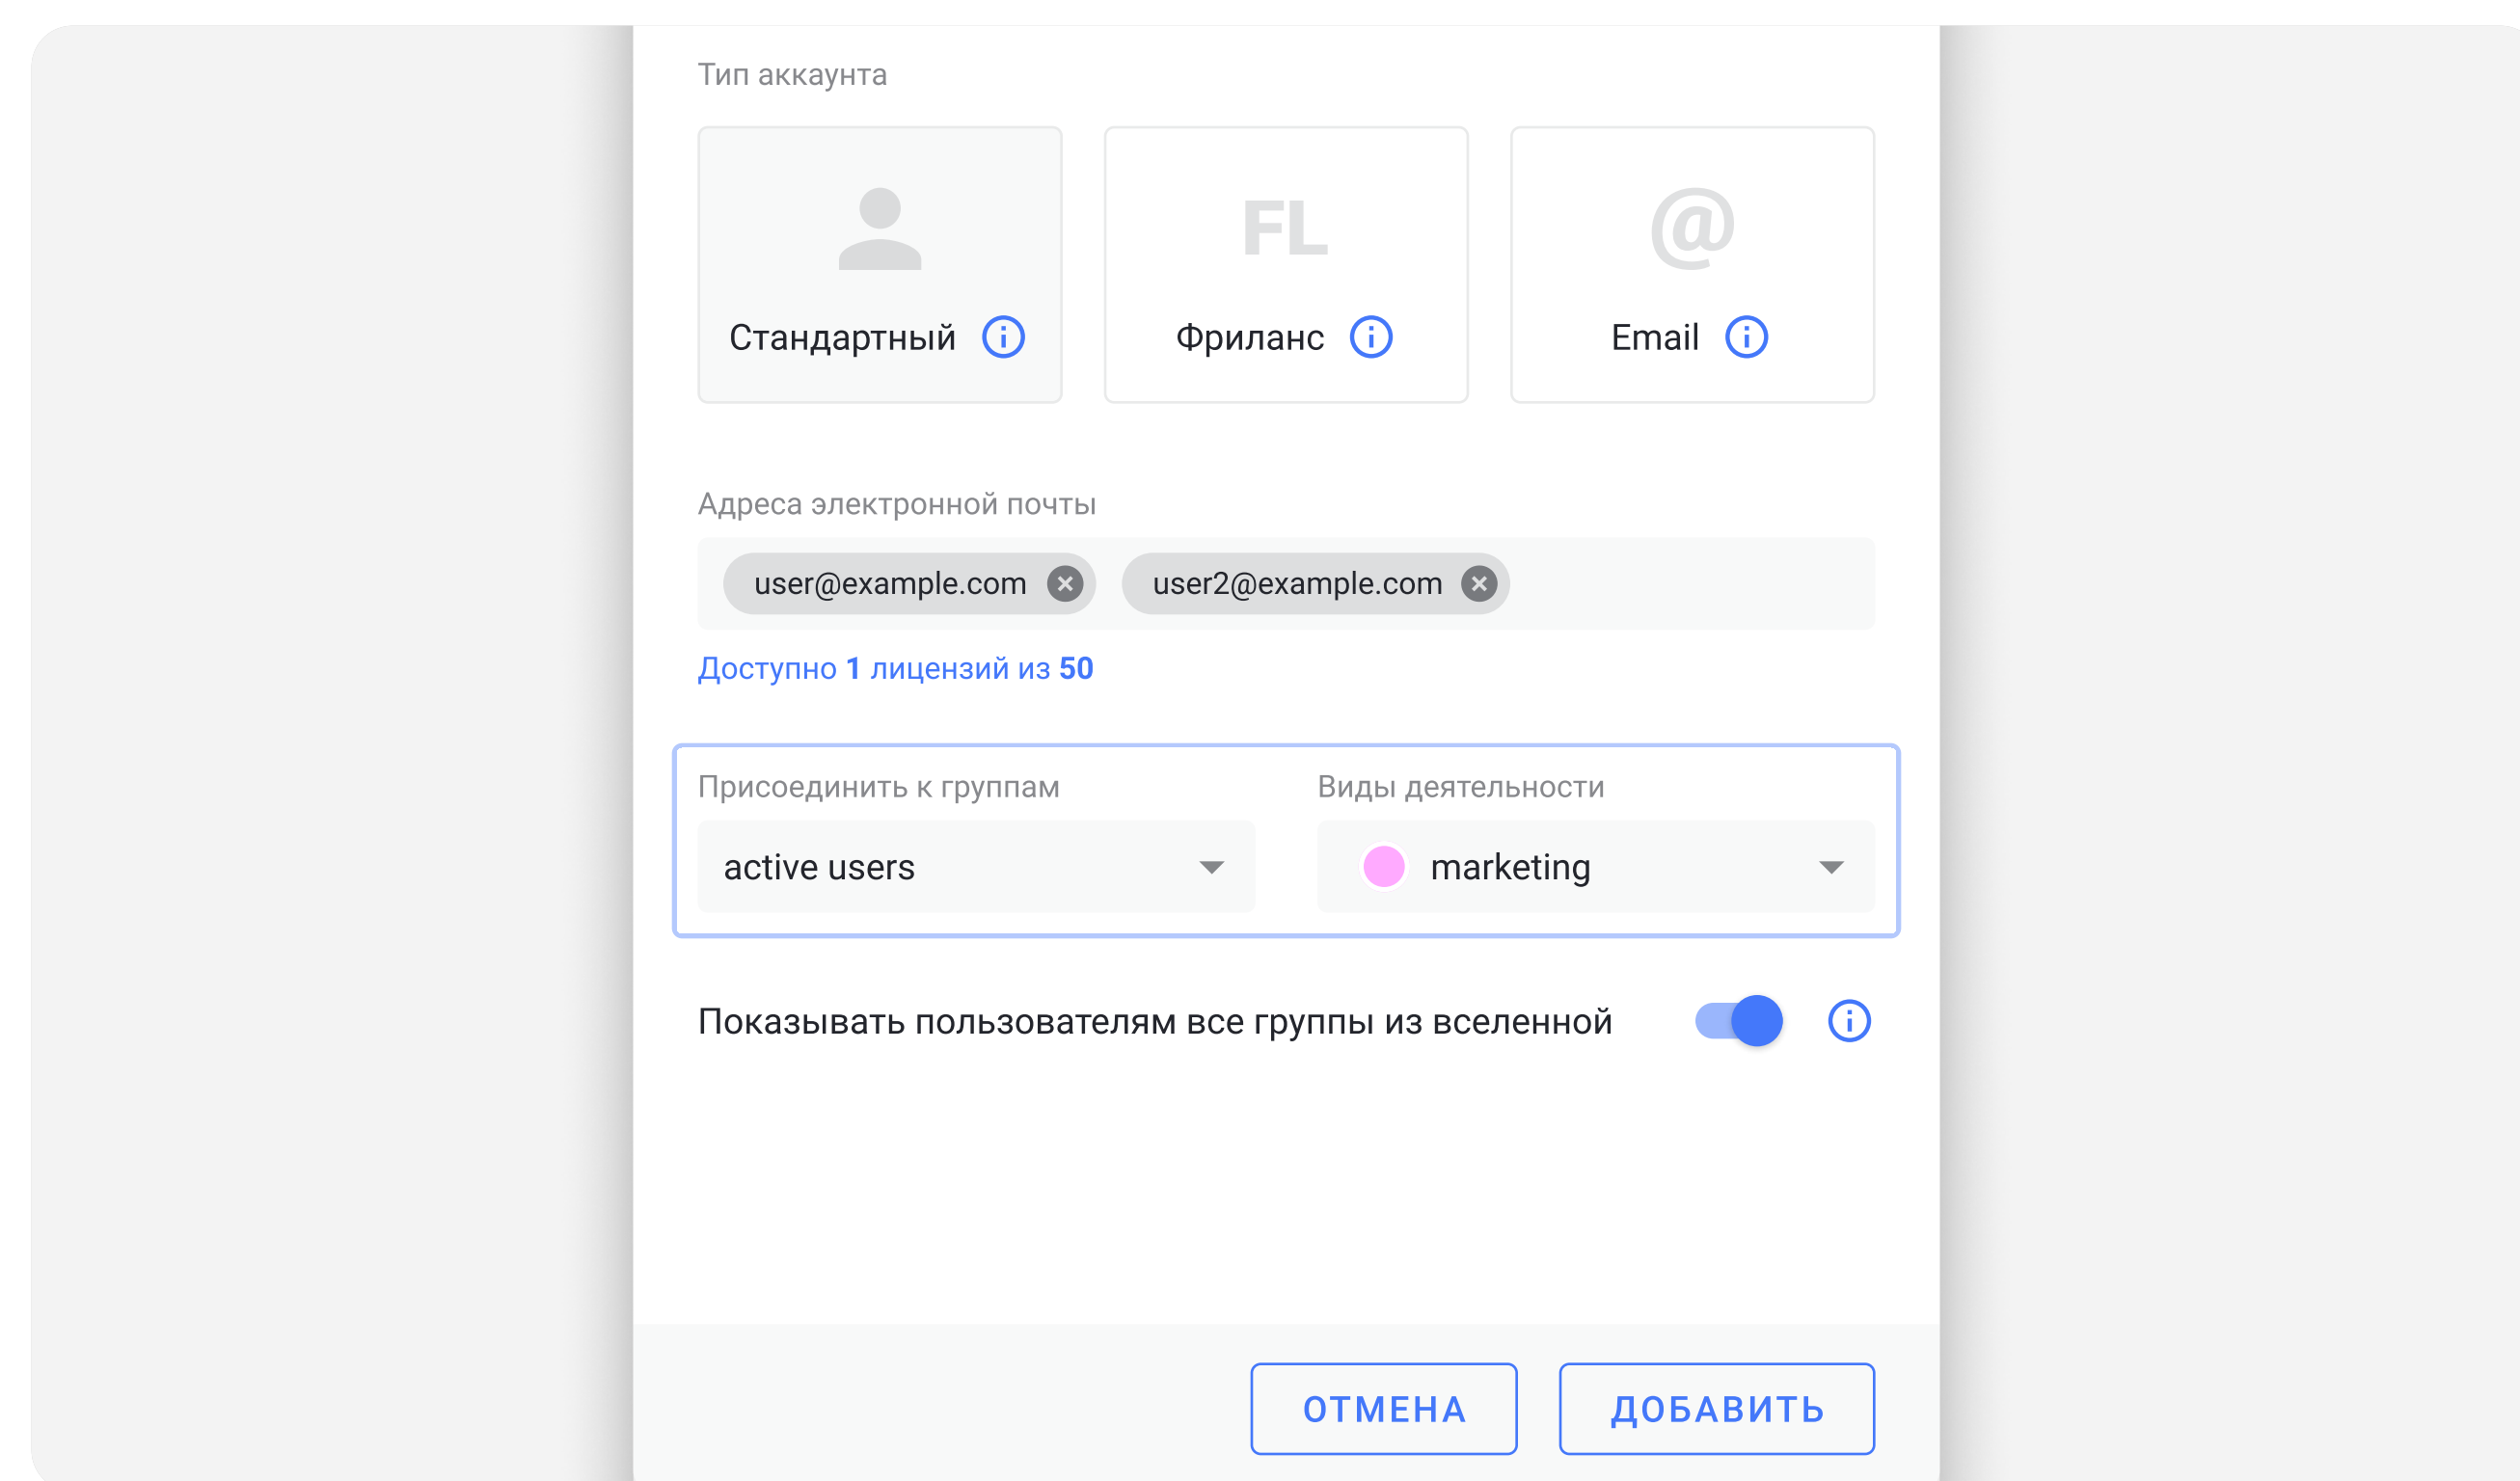 Тип аккаунта
FL
@
Стандартный
Фриланс
Email
Адреса электронной почты
user@example.com
user2@example.com
Доступно 1 лицензий из 50
Присоединить к группам
Виды деятельности
active users
marketing
Показывать пользователям все группы из вселенной
ОТМЕНА
ДОБАВИТЬ